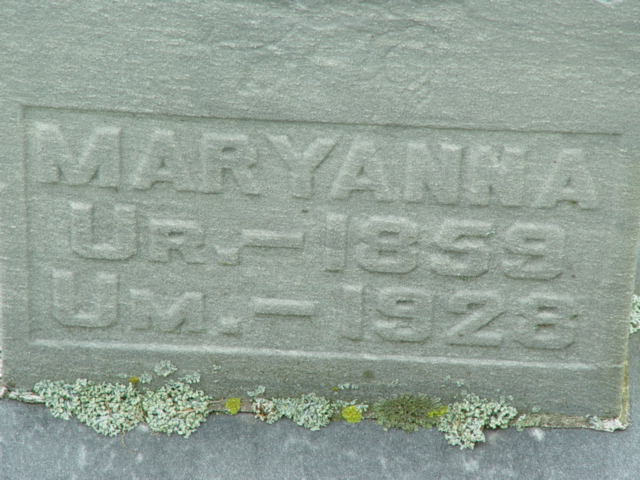 MARYANNA
UR. – 1859
UM. – 1928